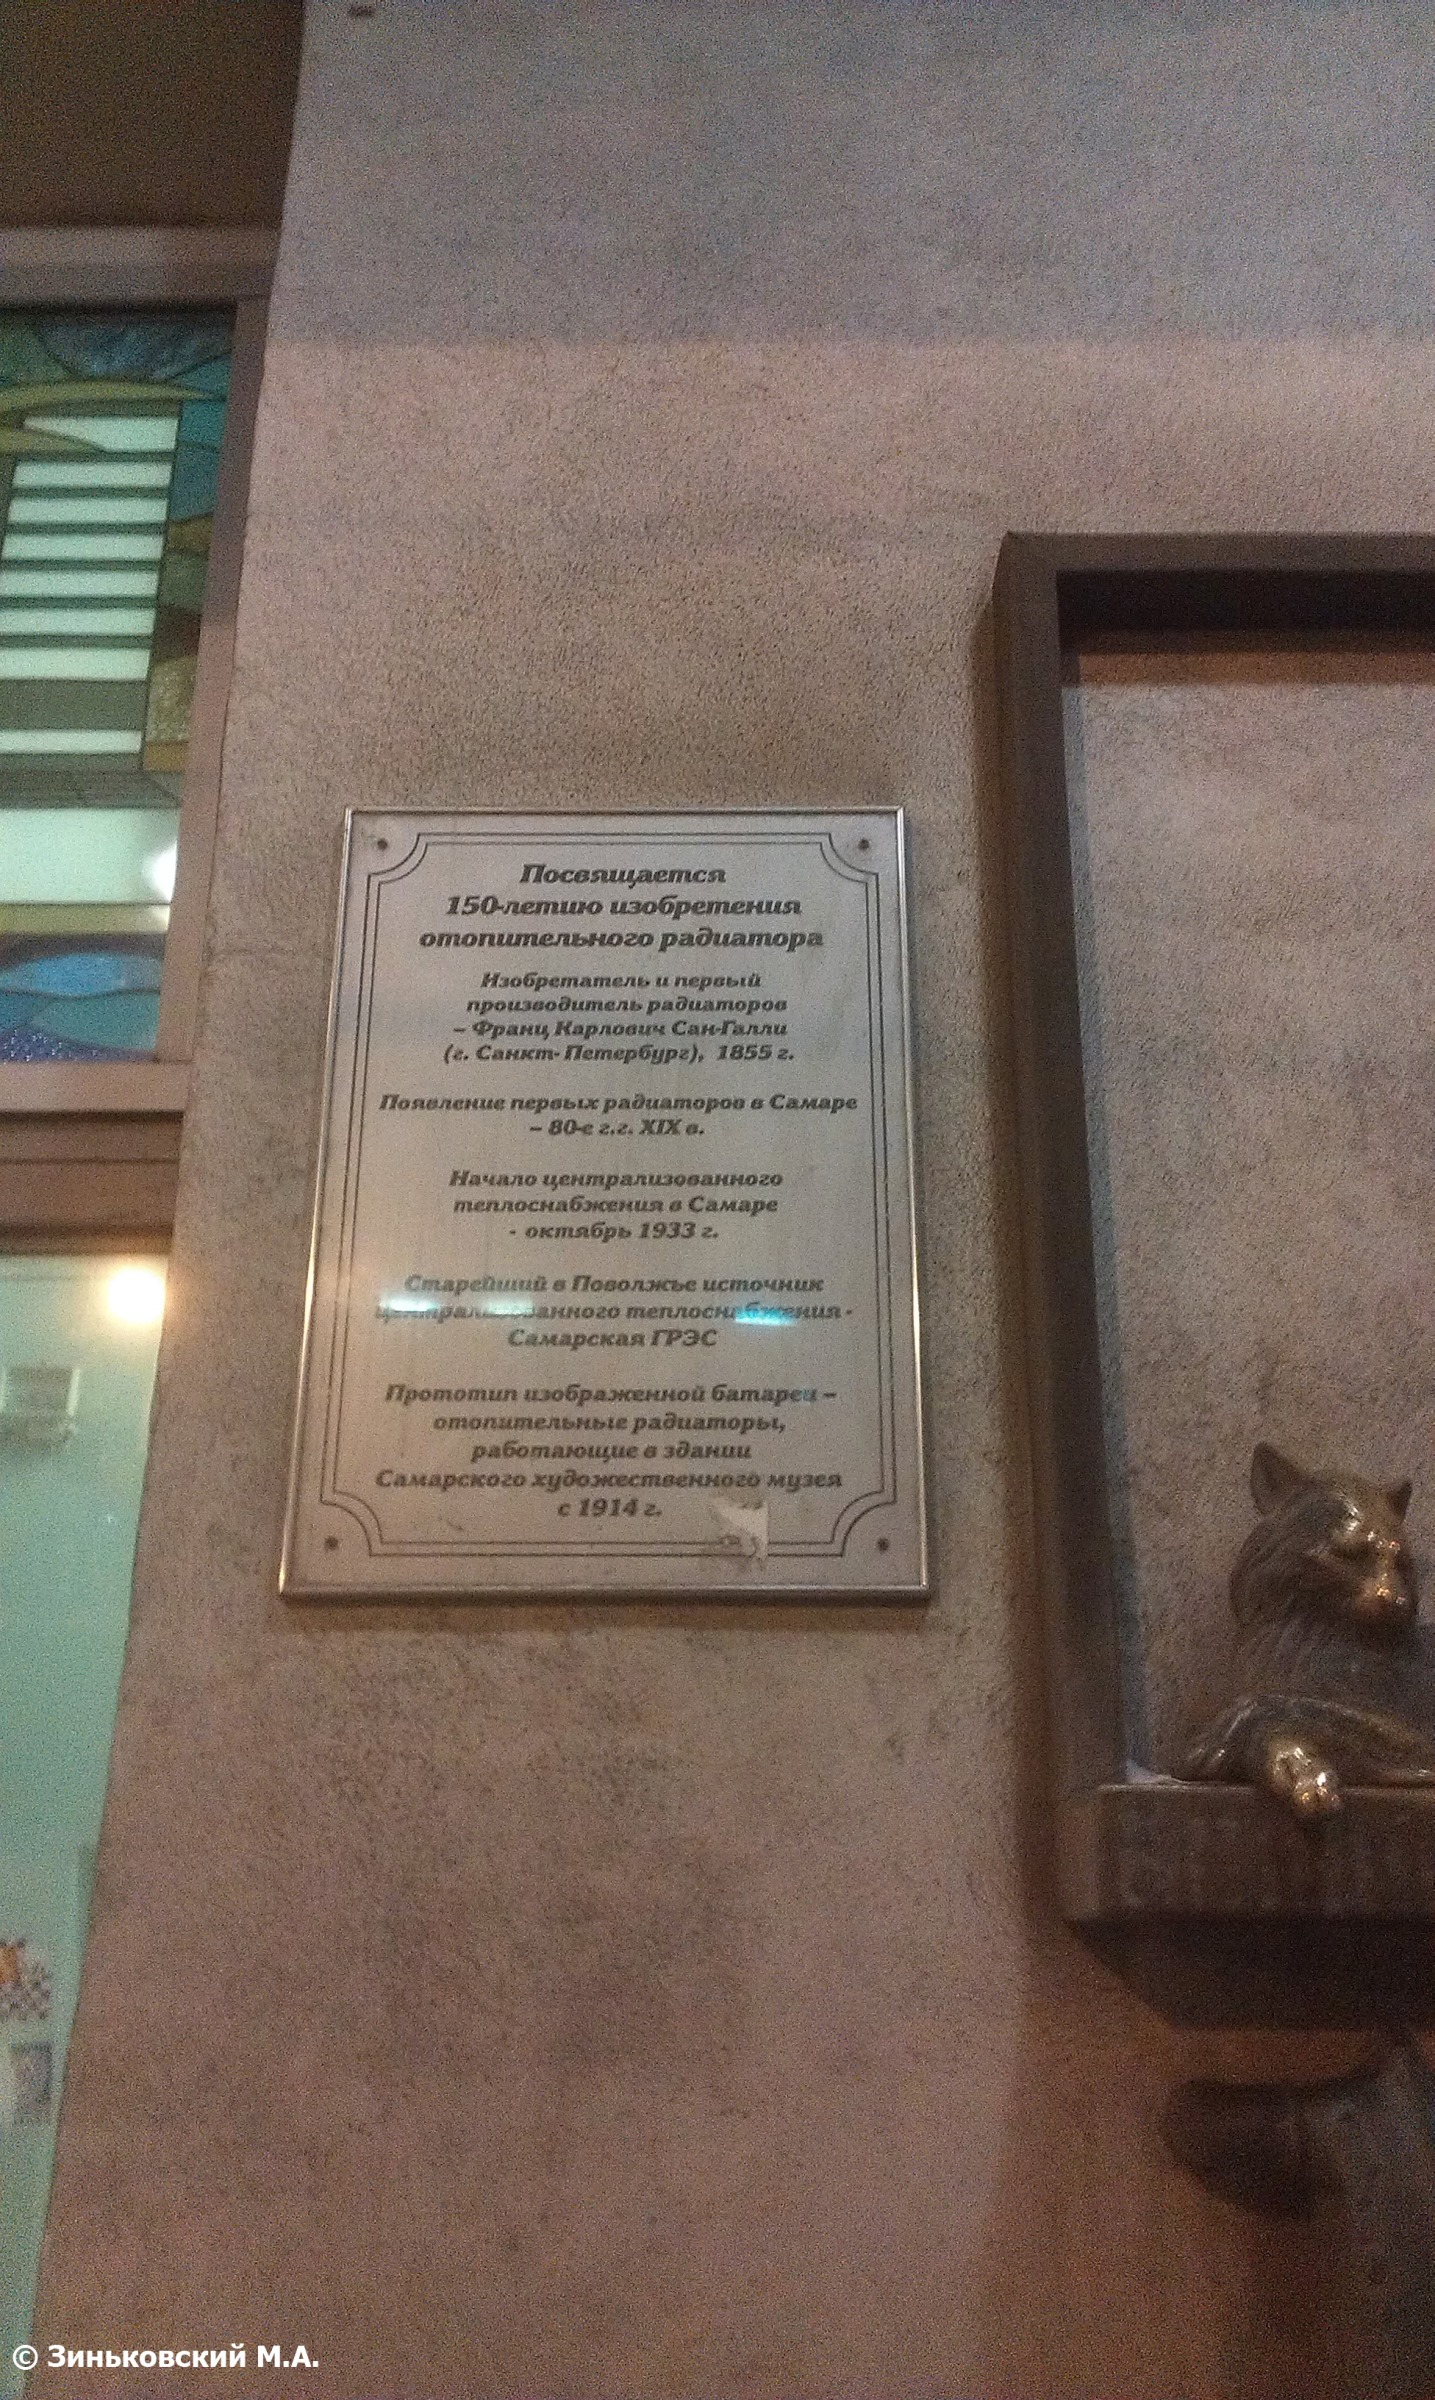 Посвящается
150-летию изобретения
отопительного радиатора
Изобретатель и первый
производитель радиаторов
– Франц Карлович Сан-Галли
(г. Санкт- Петербург), 1855 г.
Появление первых радиаторов в Самаре
– 80-е г.г. XIX в.
Начало централизованного
теплоснабжения в Самаре
- октябрь 1933 г.
Старейший в Поволжье источник
централизованного теплоснабжения -
Самарская ГРЭС
Прототип изображенной батареи –
отопительные радиаторы,
работающие в здании
Самарского художественного музея
с 1914 г.
© Зиньковский М.А.